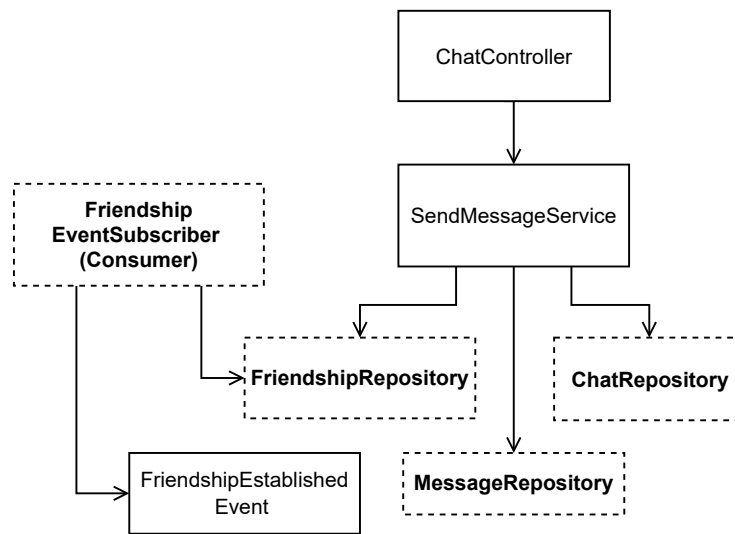 ChatController
SendMessageService
Friendship
EventSubscriber
(Consumer)
FriendshipRepository
ChatRepository
FriendshipEstablished
Event
MessageRepository